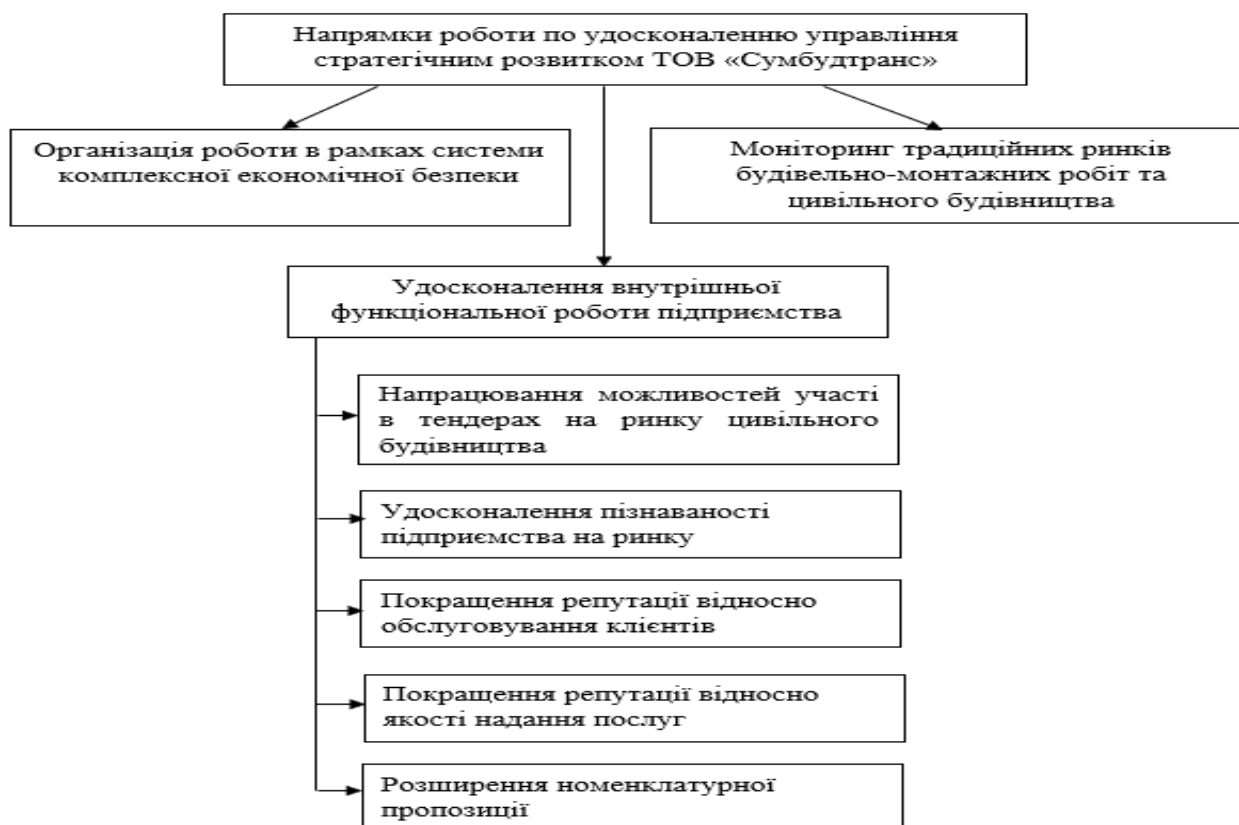 Напрямки роботи по удосконаленню управління
стратегічним розвитком ТОВ «Сумбудтранс»
Організація роботи в рамках системи
комплексної економічної безпеки
Моніторинг традиційних ринків
будівельно-монтажних робіт та
цивільного будівництва
Удосконалення внутрішньої
функціональної роботи підприємства
Напрацювання можливостей участі
в тендерах на ринку цивільного
будівництва
Удосконалення пізнаваності
підприємства на ринку
Покращення репутації відносно
обслуговування клієнтів
Покращення репутації відносно
якості надання послуг
Розширення номенклатурної
пропозиції